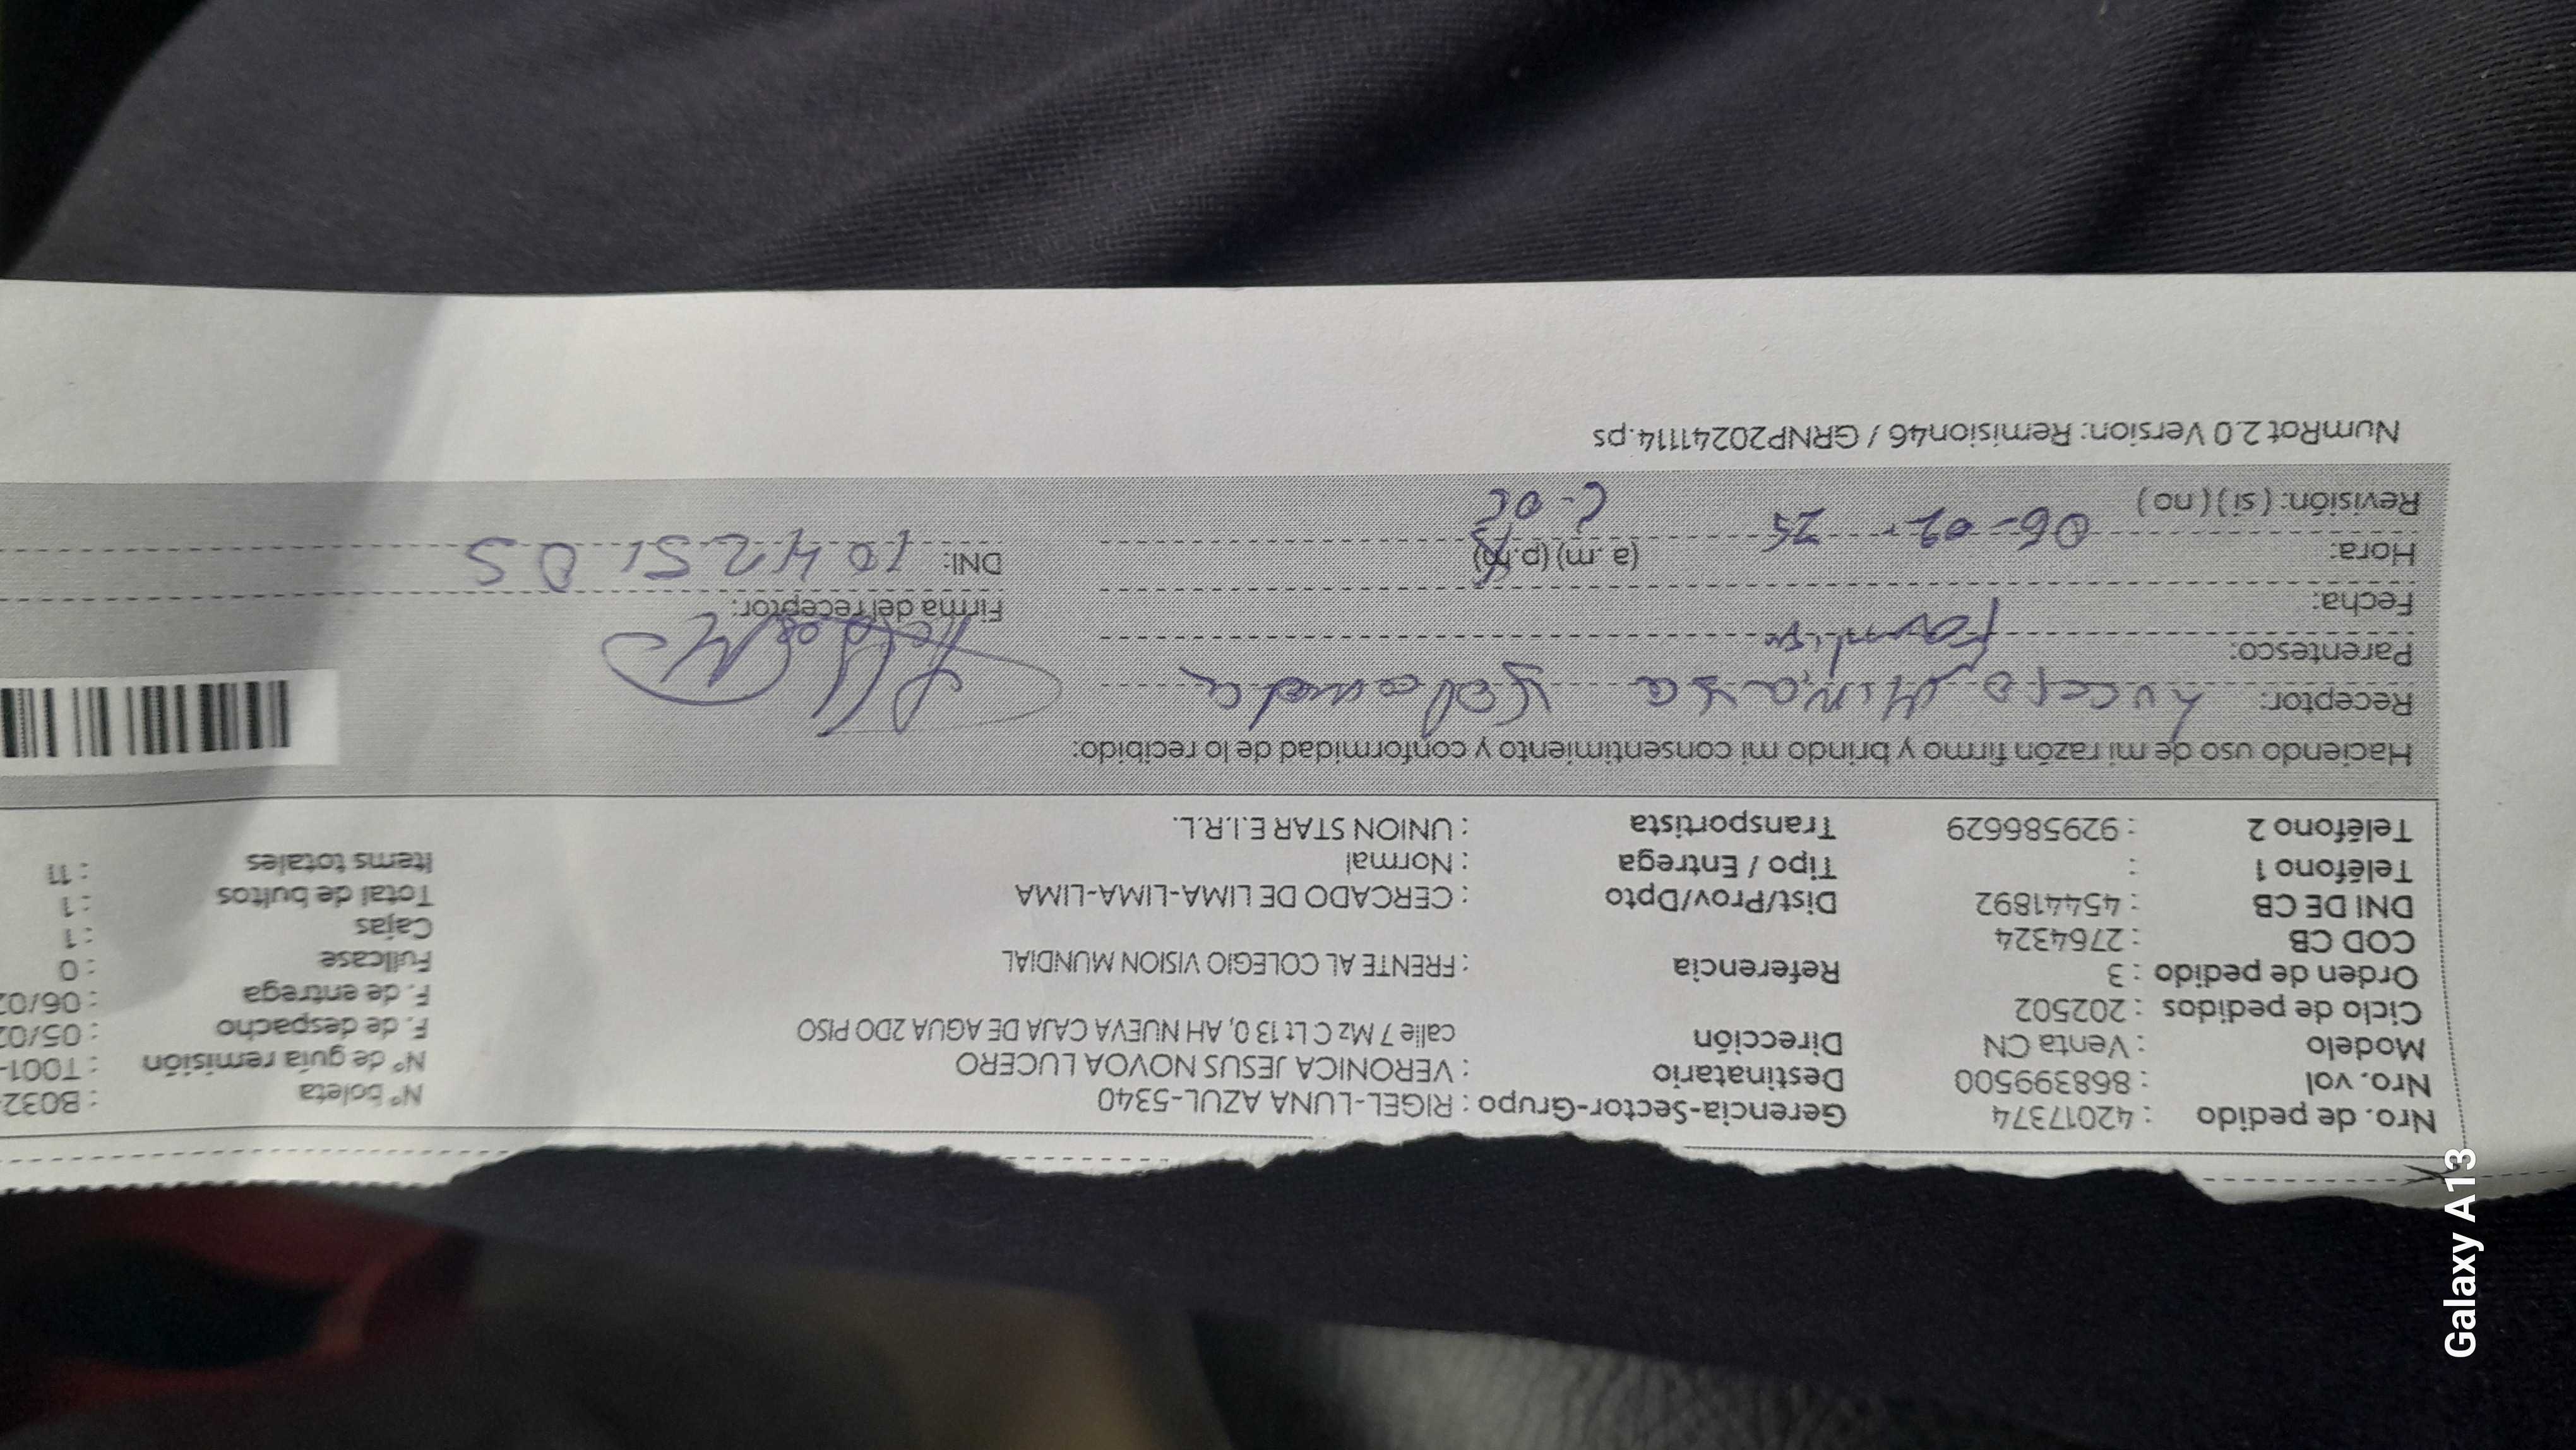 Nro. de pedido : 42017374 Gerencia-Sector-Grupo : RIGEL-LUNA AZUL-5340 N° boleta : B032-
Nro. vol : 868399500 Destinatario : VERONICA JESUS NOVOA LUCERO N° de guía remisión : T001-
Modelo : Venta CN Dirección calle 7 Mz C Lt 13 0, AH NUEVA CAJA DE AGUA 2DO PISO F. de despacho : 05/02
Ciclo de pedidos : 202502 F. de entrega : 06/02
Orden de pedido : 3 Referencia : FRENTE AL COLEGIO VISION MUNDIAL Fullcase : 0
COD CB : 2764324 Cajas : 1
DNI DE CB : 45441892 Dist/Prov/Dpto : CERCADO DE LIMA-LIMA-LIMA Total de bultos : 1
Teléfono 1 : Tipo / Entrega : Normal Items totales : 11
Teléfono 2 : 929586629 Transportista : UNION STAR E.I.R.L.
Haciendo uso de mi razón firmo y brindo mi consentimiento y conformidad de lo recibido:
Receptor:
Parentesco: Familiar
Fecha: Firma del receptor:
Hora: 06-02-25 (a.m) (p.m) DNI: 10425105
Revisión: ( si ) ( no )
NumRot 2.0 Version: Remision46 / GRNP20241114.ps
Galaxy A13